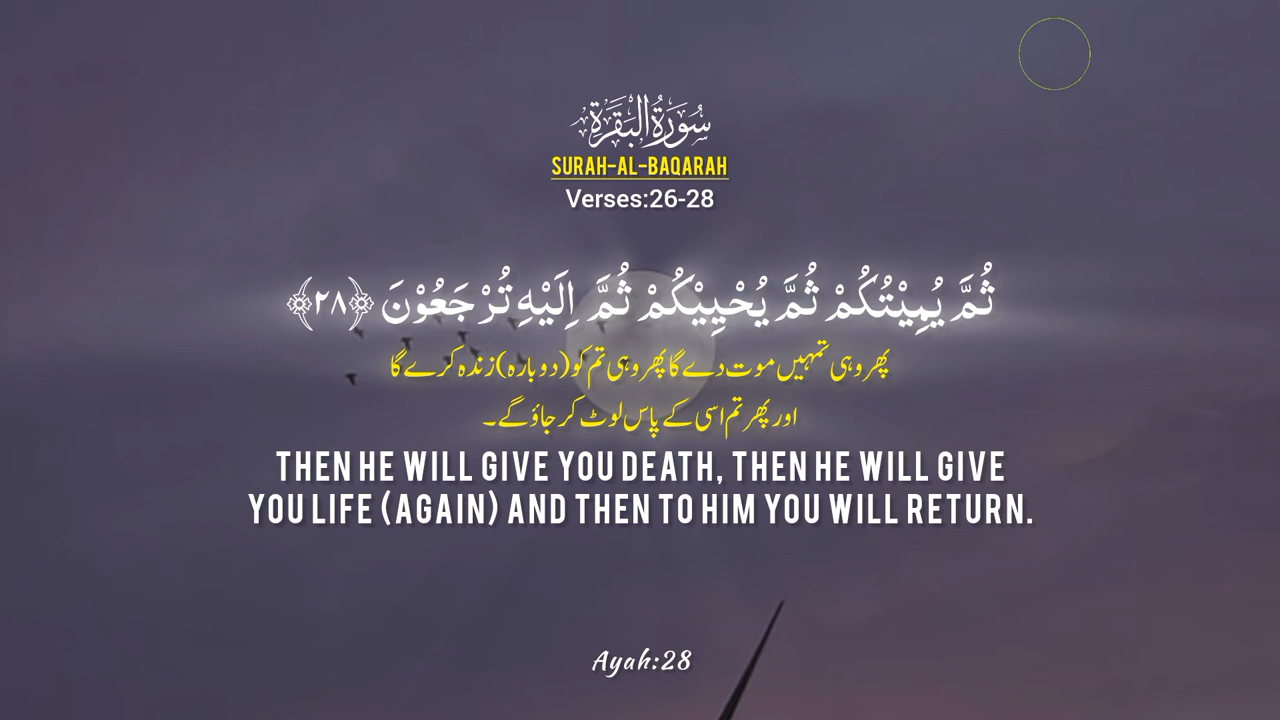 سُوْرَةُ الْبَقَرَة
SURAH-AL-BAQARAH
Verses:26-28
ثُمَّ يُمِيْتُكُمْ ثُمَّ يُحْيِيْكُمْ ثُمَّ اِلَيْهِ تُرْجَعُوْنَ ﴿٢٨﴾
پھر وہی تمہیں موت دے گا پھر وہی تم کو (دوبارہ) زندہ کرے گا
اور پھر تم اسی کے پاس لوٹ کر جاؤ گے۔
THEN HE WILL GIVE YOU DEATH, THEN HE WILL GIVE
YOU LIFE (AGAIN) AND THEN TO HIM YOU WILL RETURN.
Ayah:28